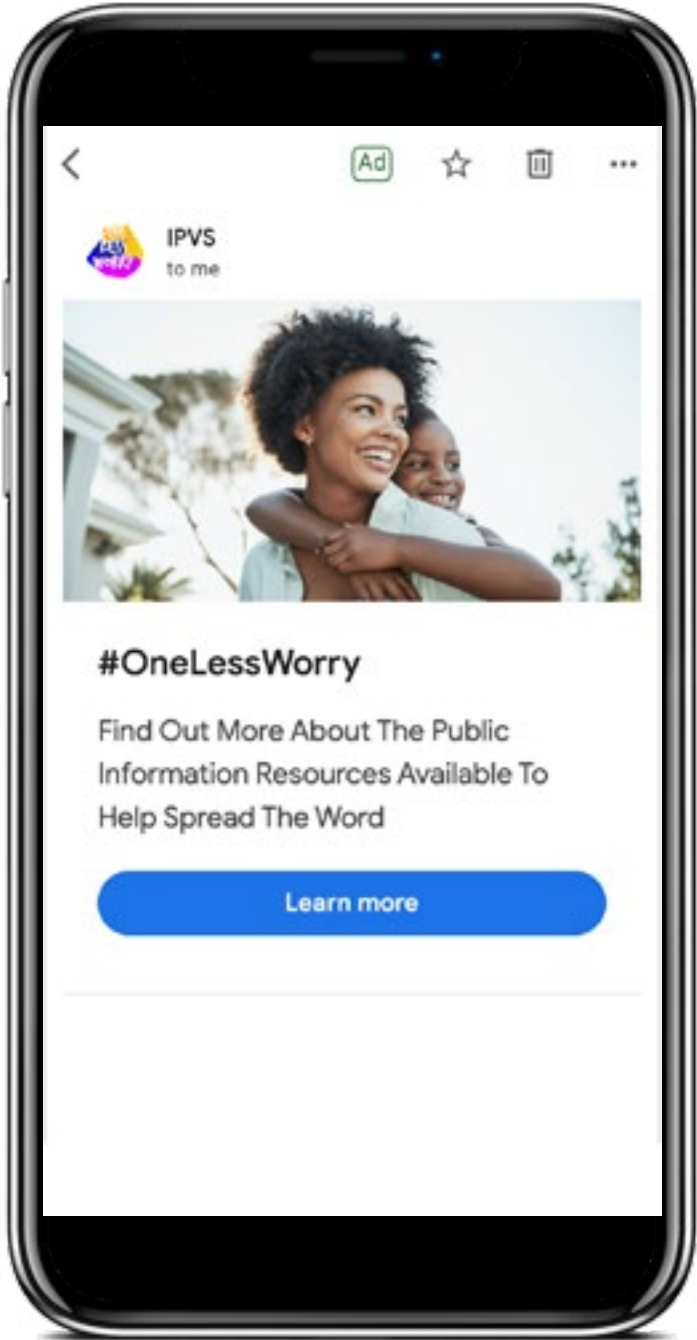 Ad
IPVS
to me
#OneLessWorry
Find Out More About The Public
Information Resources Available To
Help Spread The Word
Learn more